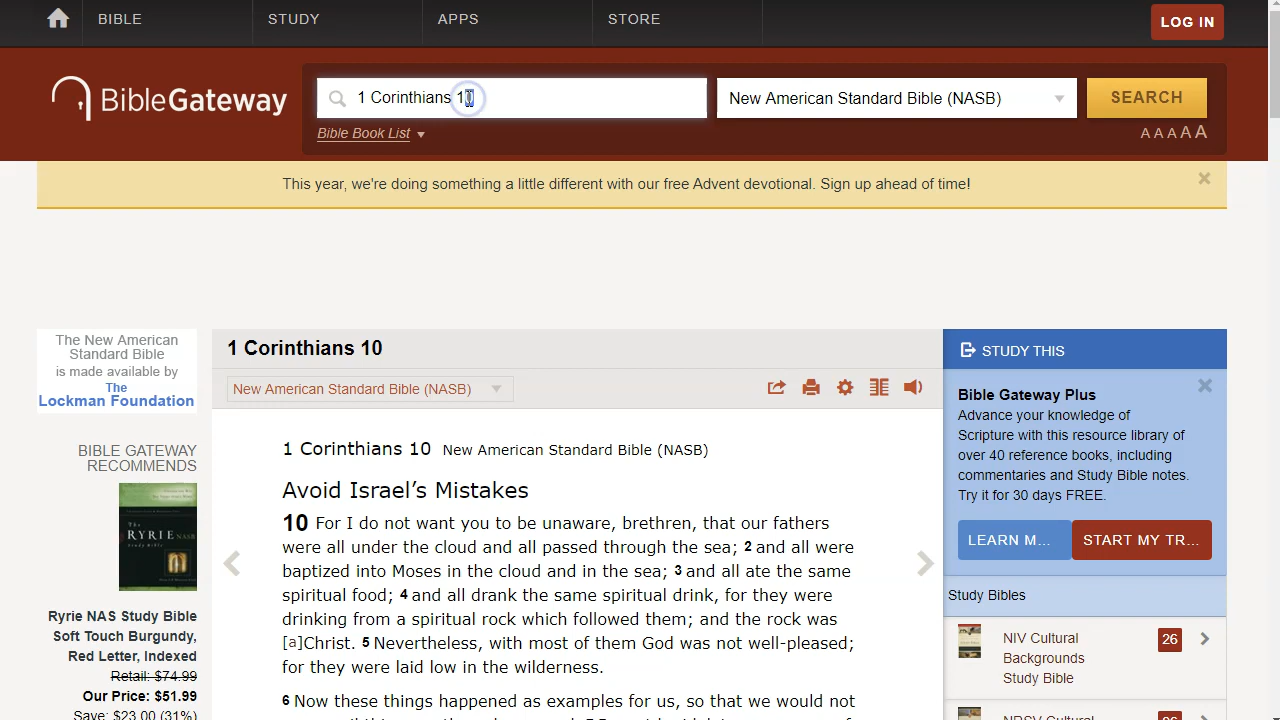 BIBLE
STUDY
APPS
STORE
LOG IN
BibleGateway
1 Corinthians 10
New American Standard Bible (NASB)
SEARCH
Bible Book List
A A A A A
This year, we're doing something a little different with our free Advent devotional. Sign up ahead of time!
The New American
Standard Bible
is made available by
The
Lockman Foundation
BIBLE GATEWAY
RECOMMENDS
The
RYRIE NAS
Study Bible
Ryrie NAS Study Bible
Soft Touch Burgundy,
Red Letter, Indexed
Retail: $74.99
Our Price: $51.99
Save: $23.00 (31%)
1 Corinthians 10
New American Standard Bible (NASB)
1 Corinthians 10 New American Standard Bible (NASB)
Avoid Israel’s Mistakes
10 For I do not want you to be unaware, brethren, that our fathers
were all under the cloud and all passed through the sea; 2 and all were
baptized into Moses in the cloud and in the sea; 3 and all ate the same
spiritual food; 4 and all drank the same spiritual drink, for they were
drinking from a spiritual rock which followed them; and the rock was
[a]Christ. 5 Nevertheless, with most of them God was not well-pleased;
for they were laid low in the wilderness.
6 Now these things happened as examples for us, so that we would not
STUDY THIS
Bible Gateway Plus
Advance your knowledge of
Scripture with this resource library of
over 40 reference books, including
commentaries and Study Bible notes.
Try it for 30 days FREE.
LEARN M...
START MY TR...
Study Bibles
NIV Cultural
Backgrounds
Study Bible
26
NRSV Cultural